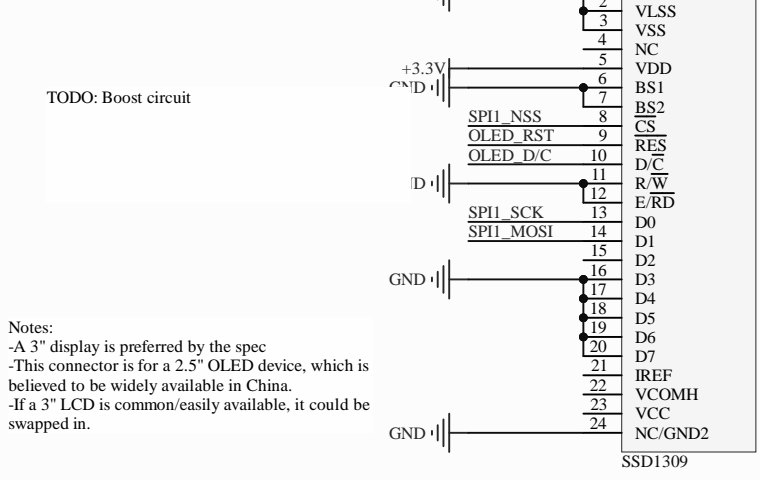 2
VLSS
3
VSS
4
NC
+3.3V
5
VDD
6
BS1
TODO: Boost circuit
7
BS2
SPI1_NSS
8
CS
OLED_RST
9
RES
OLED_D/C
10
D/C
11
R/W
12
E/RD
SPI1_SCK
13
D0
SPI1_MOSI
14
D1
15
D2
GND
16
D3
17
D4
18
D5
19
D6
20
D7
21
IREF
22
VCOMH
23
VCC
GND
24
NC/GND2
SSD1309
Notes:
-A 3" display is preferred by the spec
-This connector is for a 2.5" OLED device, which is
believed to be widely available in China.
-If a 3" LCD is common/easily available, it could be
swapped in.